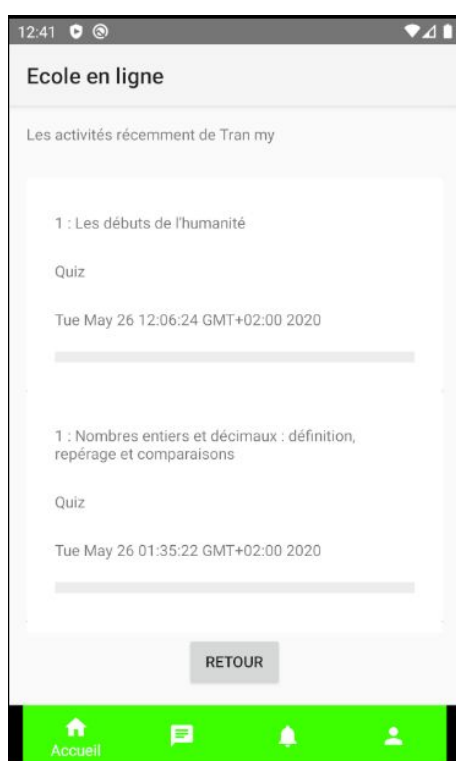 12:41
Ecole en ligne
Les activités récemment de Tran my
1 : Les débuts de l'humanité
Quiz
Tue May 26 12:06:24 GMT+02:00 2020
1 : Nombres entiers et décimaux : définition,
repérage et comparaisons
Quiz
Tue May 26 01:35:22 GMT+02:00 2020
RETOUR
Accueil